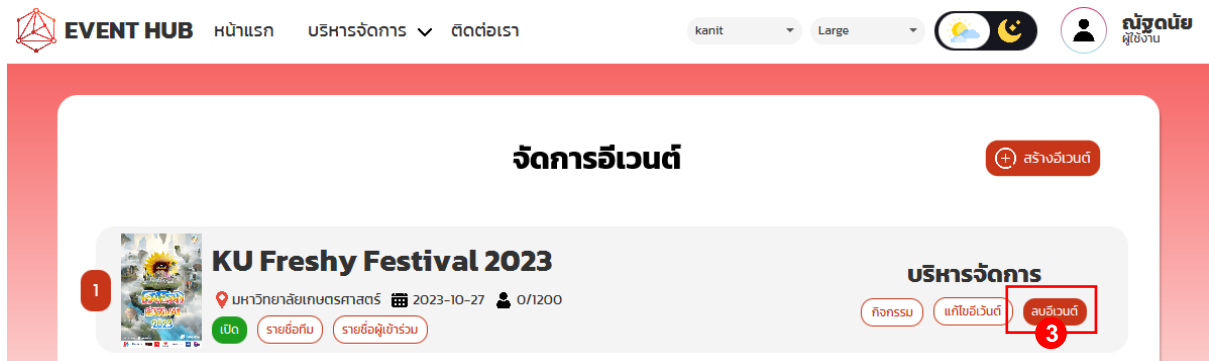 EVENT HUB หน้าแรก บริหารจัดการ ติดต่อเรา kanit Large ณัฐดนัย
ผู้ใช้งาน
จัดการอีเวนต์ สร้างอีเวนต์
1 KU Freshy Festival 2023 บริหารจัดการ
มหาวิทยาลัยเกษตรศาสตร์ 2023-10-27 0/1200
กิจกรรม แก้ไขอีเว้นต์ ลบอีเวนต์
เปิด รายชื่อทีม รายชื่อผู้เข้าร่วม
3
2023